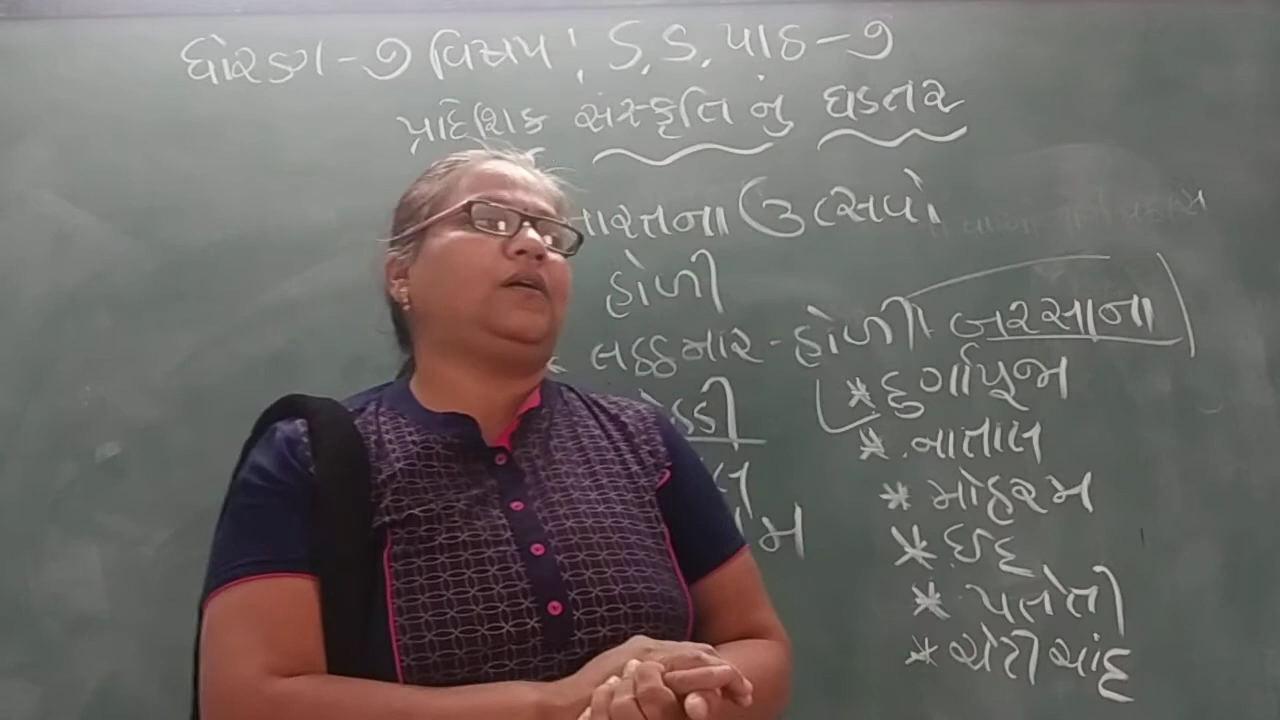 ધોરણ - ૭ વિષય : S.S. પાઠ - ૭
પ્રાદેશિક સંસ્કૃતિ નું ઘડતર
ભારતના ઉત્સવો
હોળી
* લઠ્ઠમાર - હોળી બરસાના
* દુર્ગાપૂજા
* નાતાલ
* મોહરમ
* ઈદ
* પતેતી
* ચેટીચાંદ